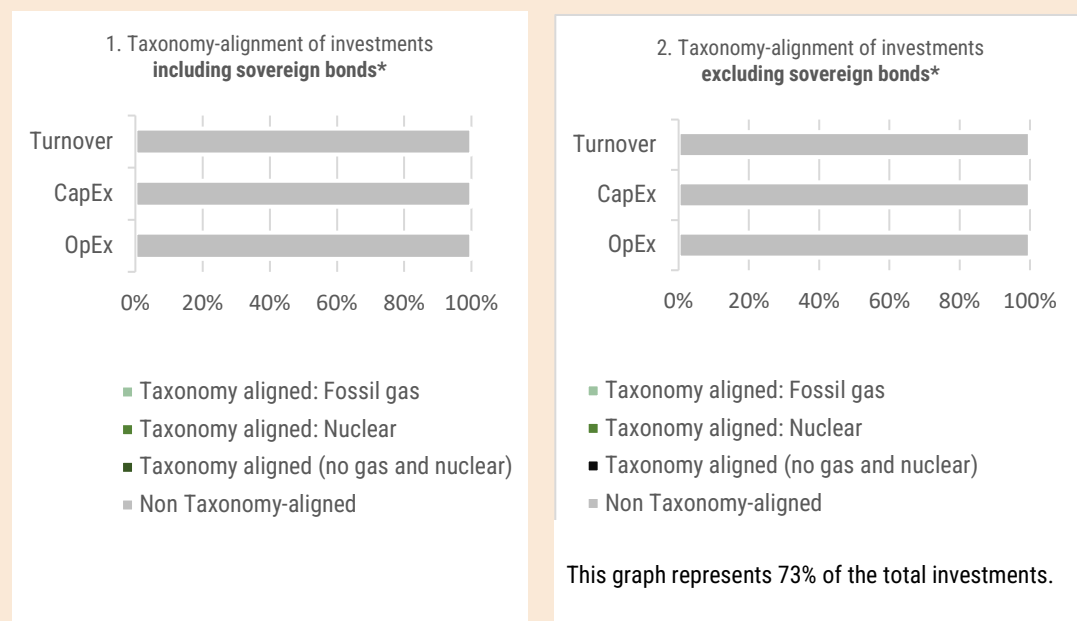 1. Taxonomy-alignment of investments
including sovereign bonds*
Turnover
CapEx
OpEx
0% 20% 40% 60% 80% 100%
Taxonomy aligned: Fossil gas
Taxonomy aligned: Nuclear
Taxonomy aligned (no gas and nuclear)
Non Taxonomy-aligned
2. Taxonomy-alignment of investments
excluding sovereign bonds*
Turnover
CapEx
OpEx
0% 20% 40% 60% 80% 100%
Taxonomy aligned: Fossil gas
Taxonomy aligned: Nuclear
Taxonomy aligned (no gas and nuclear)
Non Taxonomy-aligned
This graph represents 73% of the total investments.